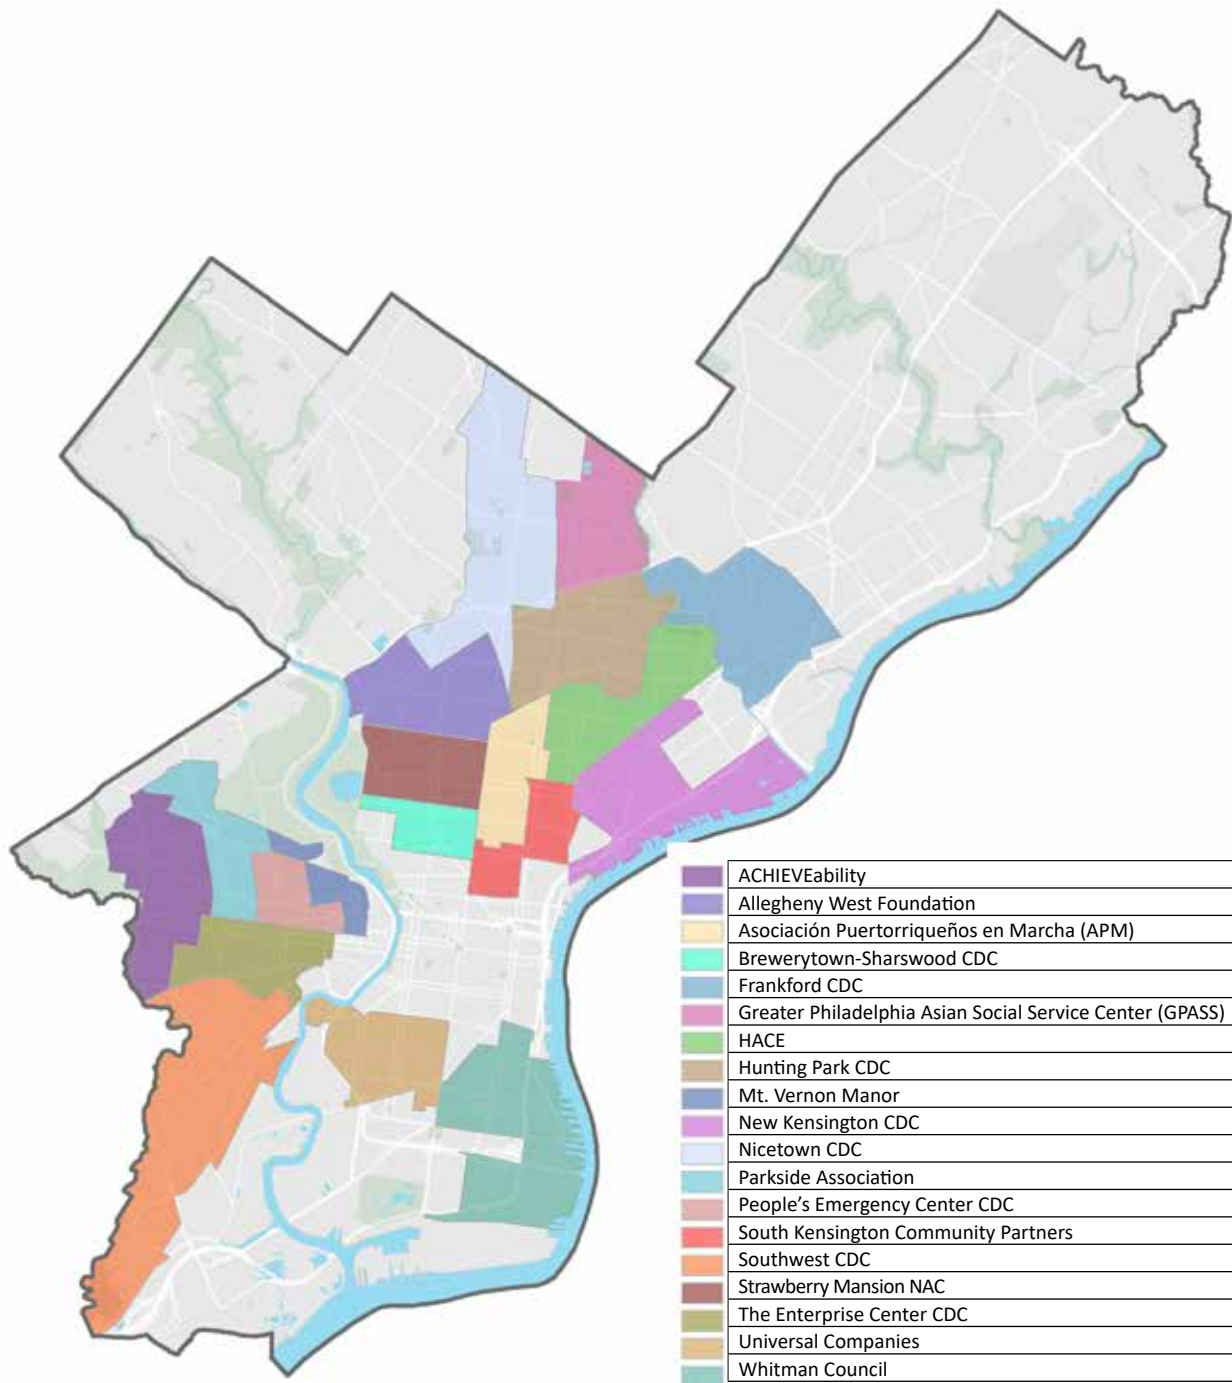 ACHIEVEability
Allegheny West Foundation
Asociación Puertorriqueños en Marcha (APM)
Brewerytown-Sharswood CDC
Frankford CDC
Greater Philadelphia Asian Social Service Center (GPASS)
HACE
Hunting Park CDC
Mt. Vernon Manor
New Kensington CDC
Nicetown CDC
Parkside Association
People’s Emergency Center CDC
South Kensington Community Partners
Southwest CDC
Strawberry Mansion NAC
The Enterprise Center CDC
Universal Companies
Whitman Council